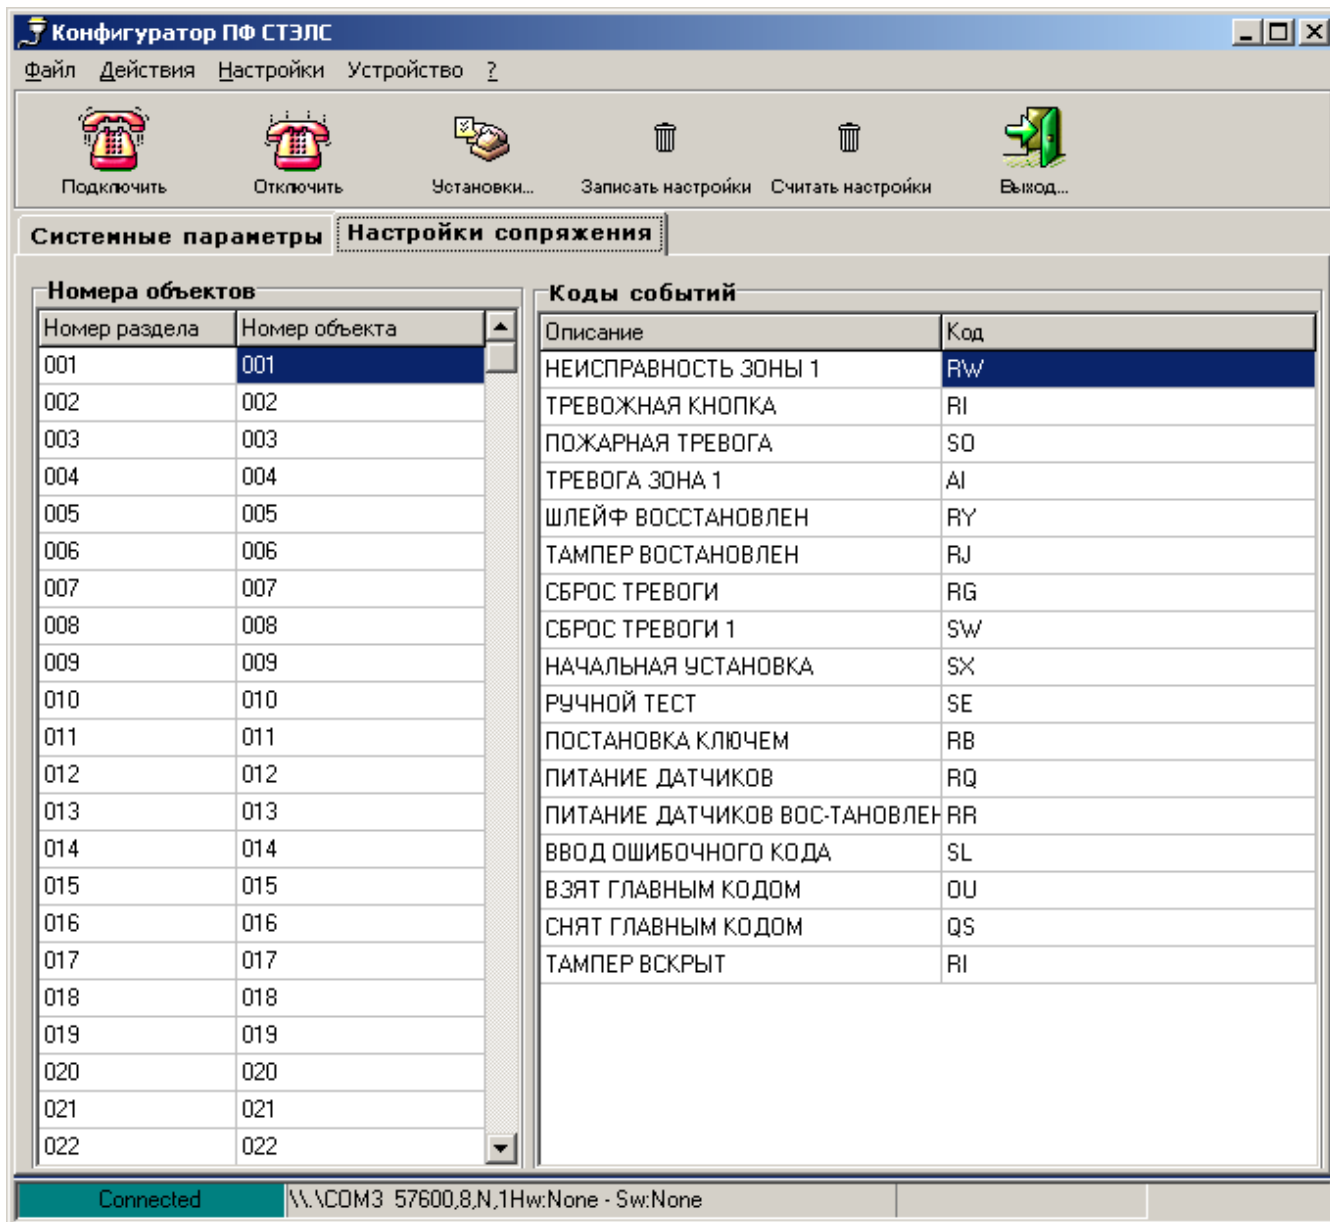 Конфигуратор ПФ СТЭЛС
Файл Действия Настройки Устройство ?
Подключить Отключить Установки... Записать настройки Считать настройки Выход...
Системные параметры Настройки сопряжения
Номера объектов
Номер раздела Номер объекта
001 001
002 002
003 003
004 004
005 005
006 006
007 007
008 008
009 009
010 010
011 011
012 012
013 013
014 014
015 015
016 016
017 017
018 018
019 019
020 020
021 021
022 022
Коды событий
Описание Код
НЕИСПРАВНОСТЬ ЗОНЫ 1 RW
ТРЕВОЖНАЯ КНОПКА RI
ПОЖАРНАЯ ТРЕВОГА SO
ТРЕВОГА ЗОНА 1 AI
ШЛЕЙФ ВОССТАНОВЛЕН RY
ТАМПЕР ВОСТАНОВЛЕН RJ
СБРОС ТРЕВОГИ RG
СБРОС ТРЕВОГИ 1 SW
НАЧАЛЬНАЯ УСТАНОВКА SX
РУЧНОЙ ТЕСТ SE
ПОСТАНОВКА КЛЮЧЕМ RB
ПИТАНИЕ ДАТЧИКОВ RQ
ПИТАНИЕ ДАТЧИКОВ ВОС-ТАНОВЛЕН RR
ВВОД ОШИБОЧНОГО КОДА SL
ВЗЯТ ГЛАВНЫМ КОДОМ OU
СНЯТ ГЛАВНЫМ КОДОМ QS
ТАМПЕР ВСКРЫТ RI
Connected \\.\COM3 57600,8,N,1Hw:None - Sw:None